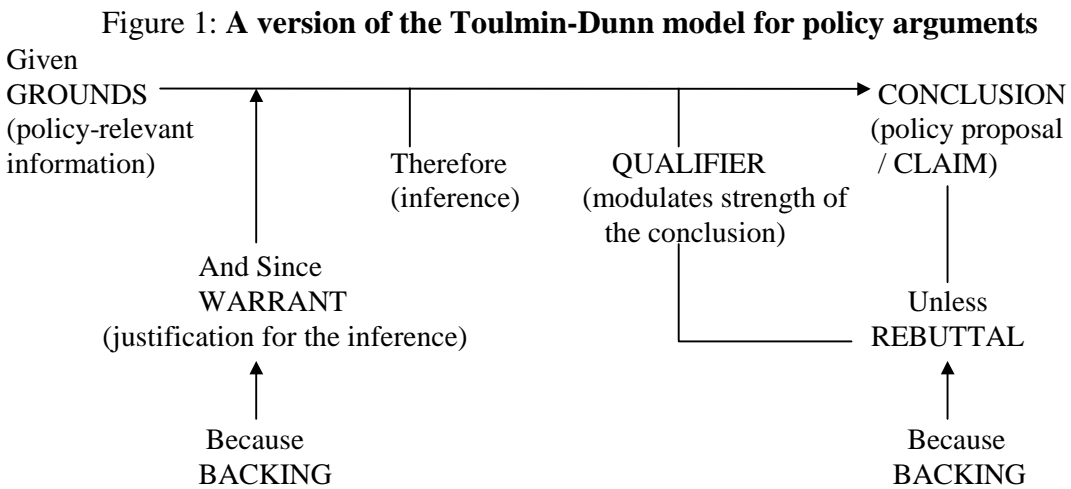 Figure 1: A version of the Toulmin-Dunn model for policy arguments
Given
GROUNDS
(policy-relevant
information)
CONCLUSION
(policy proposal
/ CLAIM)
Therefore
(inference)
QUALIFIER
(modulates strength of
the conclusion)
And Since
WARRANT
(justification for the inference)
Unless
REBUTTAL
Because
BACKING
Because
BACKING